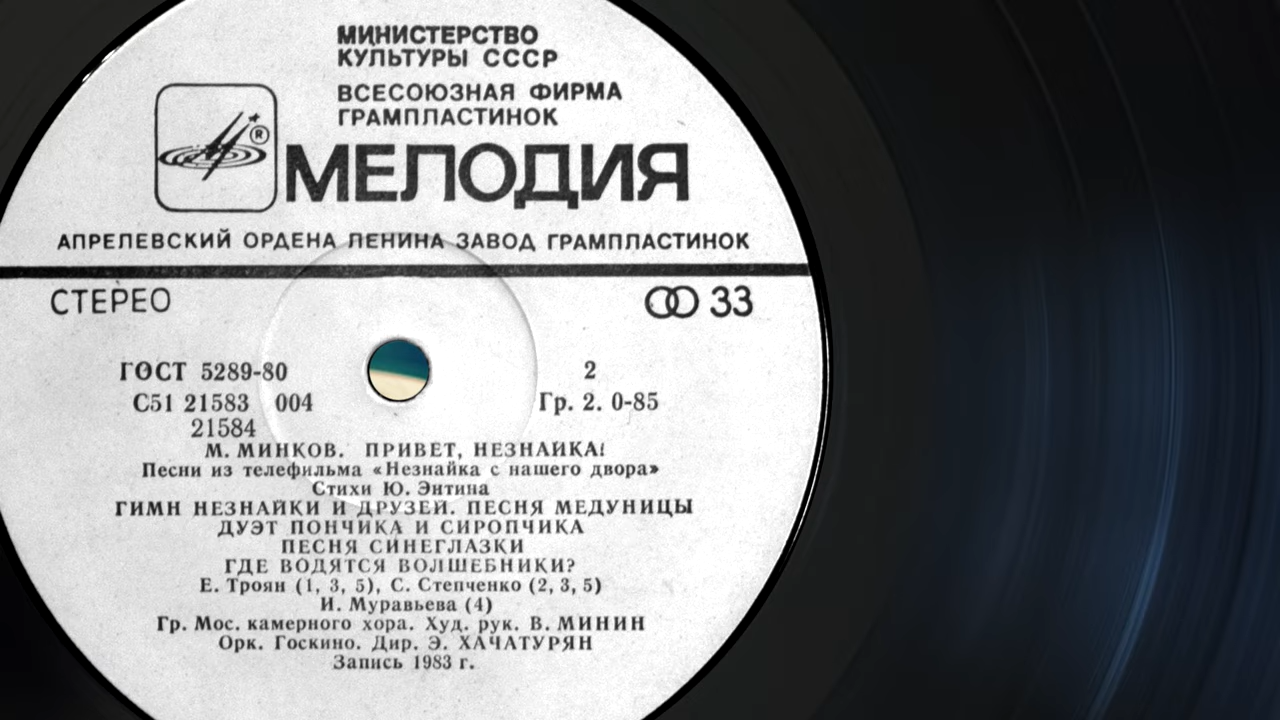 МИНИСТЕРСТВО
КУЛЬТУРЫ СССР
ВСЕСОЮЗНАЯ ФИРМА
ГРАМПЛАСТИНОК
®
МЕЛОДИЯ
АПРЕЛЕВСКИЙ ОРДЕНА ЛЕНИНА ЗАВОД ГРАМПЛАСТИНОК
СТЕРЕО 33
ГОСТ 5289-80 2
С51 21583 004 Гр. 2. 0-85
21584
М. МИНКОВ. ПРИВЕТ, НЕЗНАЙКА!
Песни из телефильма «Незнайка с нашего двора»
Стихи Ю. Энтина
ГИМН НЕЗНАЙКИ И ДРУЗЕЙ. ПЕСНЯ МЕДУНИЦЫ
ДУЭТ ПОНЧИКА И СИРОПЧИКА
ПЕСНЯ СИНЕГЛАЗКИ
ГДЕ ВОДЯТСЯ ВОЛШЕБНИКИ?
Е. Троян (1, 3, 5), С. Степченко (2, 3, 5)
И. Муравьева (4)
Гр. Мос. камерного хора. Худ. рук. В. МИНИН
Орк. Госкино. Дир. Э. ХАЧАТУРЯН
Запись 1983 г.